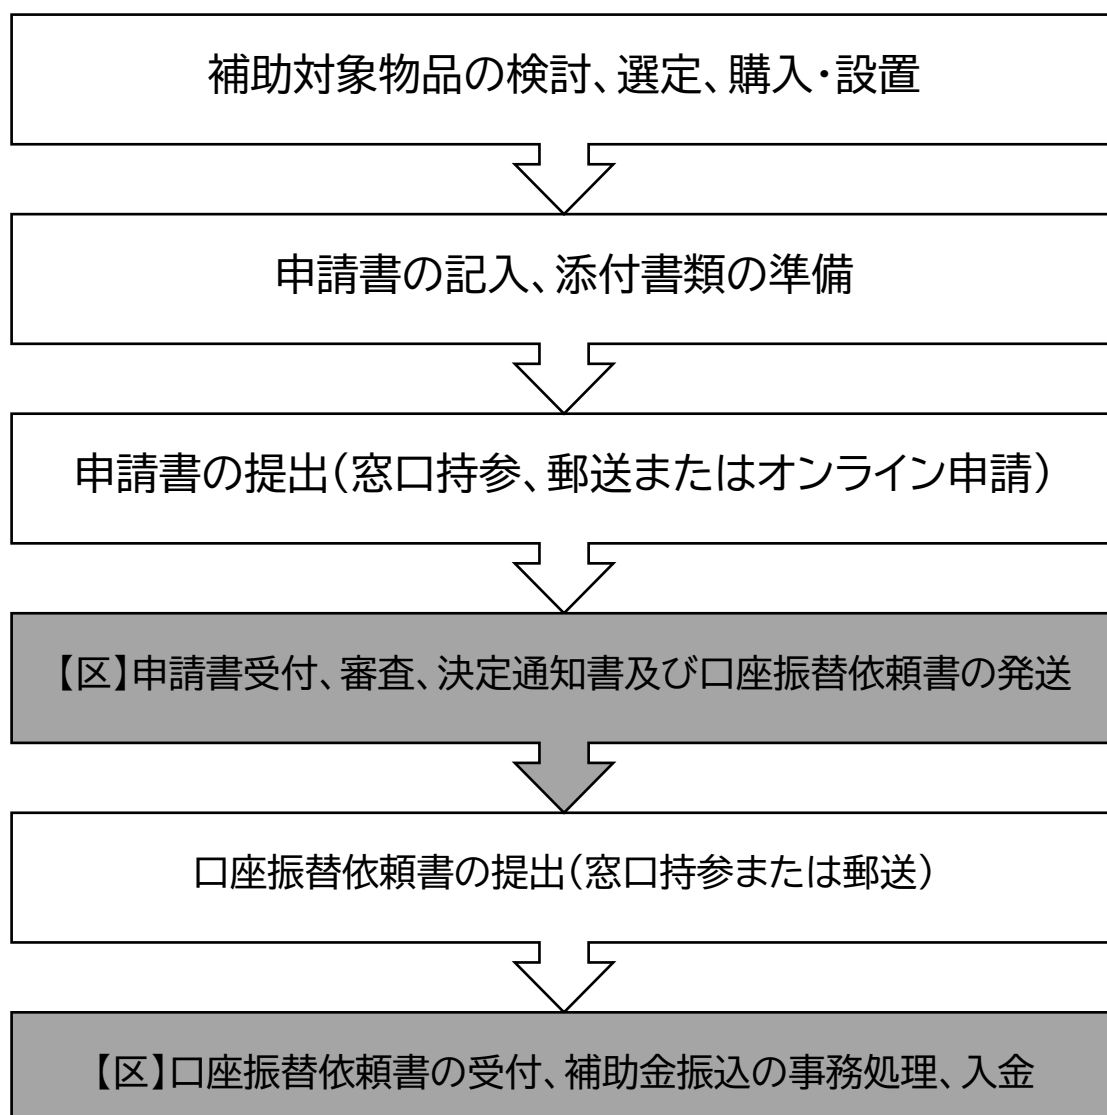 補助対象物品の検討、選定、購入・設置
申請書の記入、添付書類の準備
申請書の提出(窓口持参、郵送またはオンライン申請)
【区】申請書受付、審査、決定通知書及び口座振替依頼書の発送
口座振替依頼書の提出(窓口持参または郵送)
【区】口座振替依頼書の受付、補助金振込の事務処理、入金